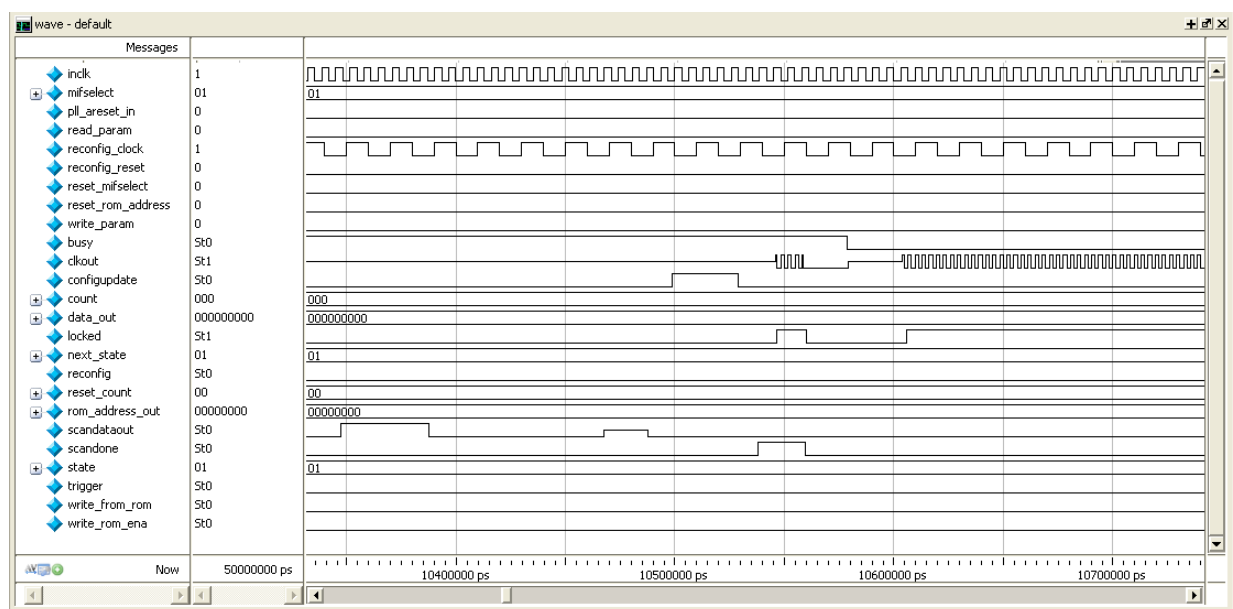 wave - default
Messages
inclk 1
mifselect 01 01
pll_areset_in 0
read_param 0
reconfig_clock 1
reconfig_reset 0
reset_mifselect 0
reset_rom_address 0
write_param 0
busy St0
clkout St1
configupdate St0
count 000 000
data_out 000000000 000000000
locked St1
next_state 01 01
reconfig St0
reset_count 00 00
rom_address_out 00000000 00000000
scandataout St0
scandone St0
state 01 01
trigger St0
write_from_rom St0
write_rom_ena St0
Now 50000000 ps 10400000 ps 10500000 ps 10600000 ps 10700000 ps